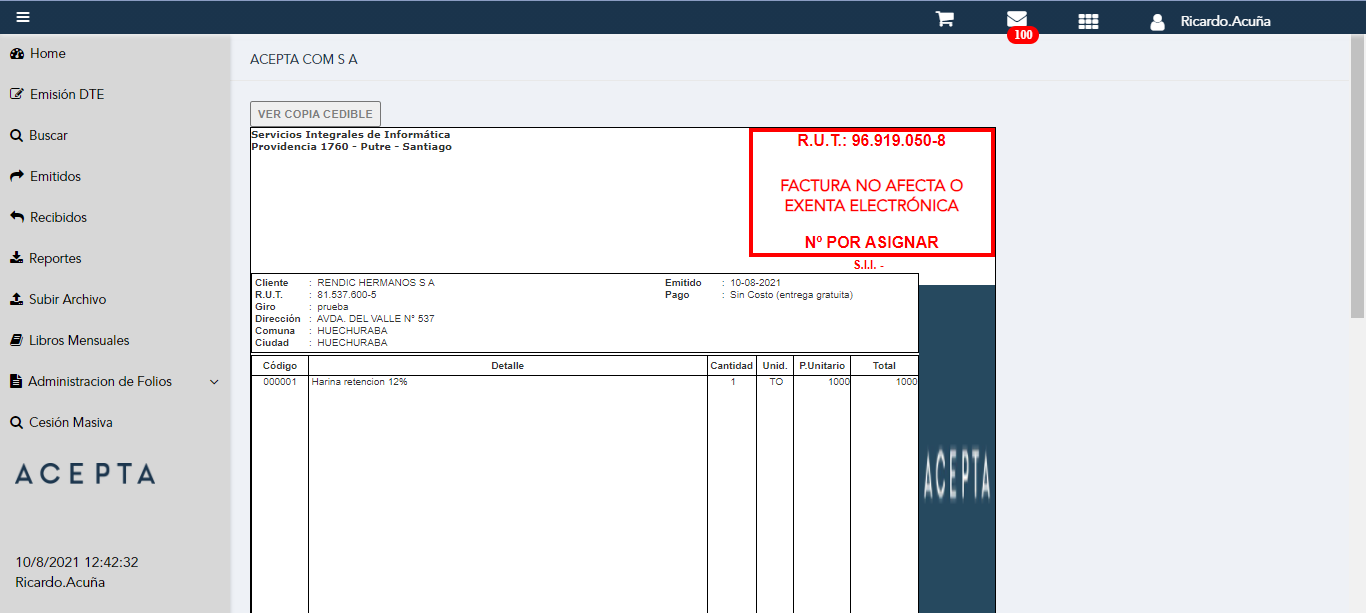 Ricardo.Acuña
100
Home
Emisión DTE
Buscar
Emitidos
Recibidos
Reportes
Subir Archivo
Libros Mensuales
Administracion de Folios
Cesión Masiva
ACEPTA
10/8/2021 12:42:32
Ricardo.Acuña
ACEPTA COM S A
VER COPIA CEDIBLE
Servicios Integrales de Informática
Providencia 1760 - Putre - Santiago
R.U.T.: 96.919.050-8
FACTURA NO AFECTA O
EXENTA ELECTRÓNICA
Nº POR ASIGNAR
S.I.I. -
Cliente : RENDIC HERMANOS S A Emitido : 10-08-2021
R.U.T. : 81.537.600-5 Pago : Sin Costo (entrega gratuita)
Giro : prueba
Dirección : AVDA. DEL VALLE N° 537
Comuna : HUECHURABA
Ciudad : HUECHURABA
Código Detalle Cantidad Unid. P.Unitario Total
000001 Harina retencion 12% 1 TO 1000 1000
ACEPTA